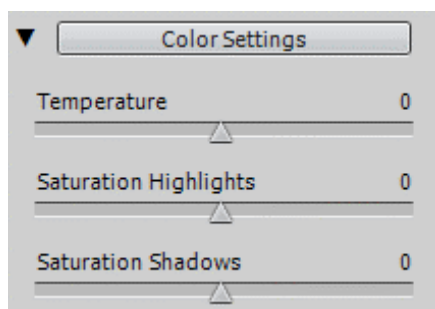 Color Settings
Temperature 0
Saturation Highlights 0
Saturation Shadows 0